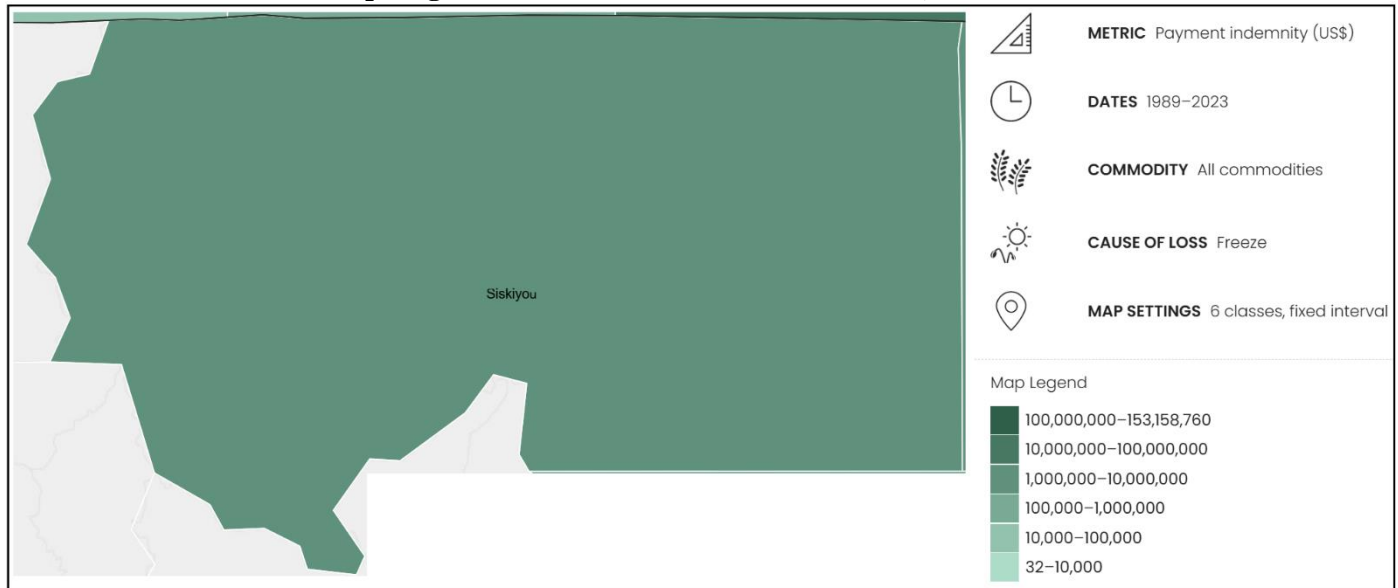 Siskiyou
METRIC Payment indemnity (US$)
DATES 1989–2023
COMMODITY All commodities
CAUSE OF LOSS Freeze
MAP SETTINGS 6 classes, fixed interval
Map Legend
100,000,000–153,158,760
10,000,000–100,000,000
1,000,000–10,000,000
100,000–1,000,000
10,000–100,000
32–10,000